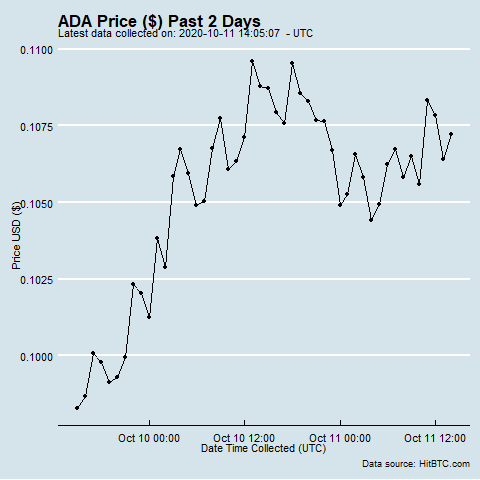 ADA Price ($) Past 2 Days
Latest data collected on: 2020-10-11 14:05:07 - UTC
0.1100
0.1075
0.1050
0.1025
0.1000
Price USD ($)
Oct 10 00:00 Oct 10 12:00 Oct 11 00:00 Oct 11 12:00
Date Time Collected (UTC)
Data source: HitBTC.com